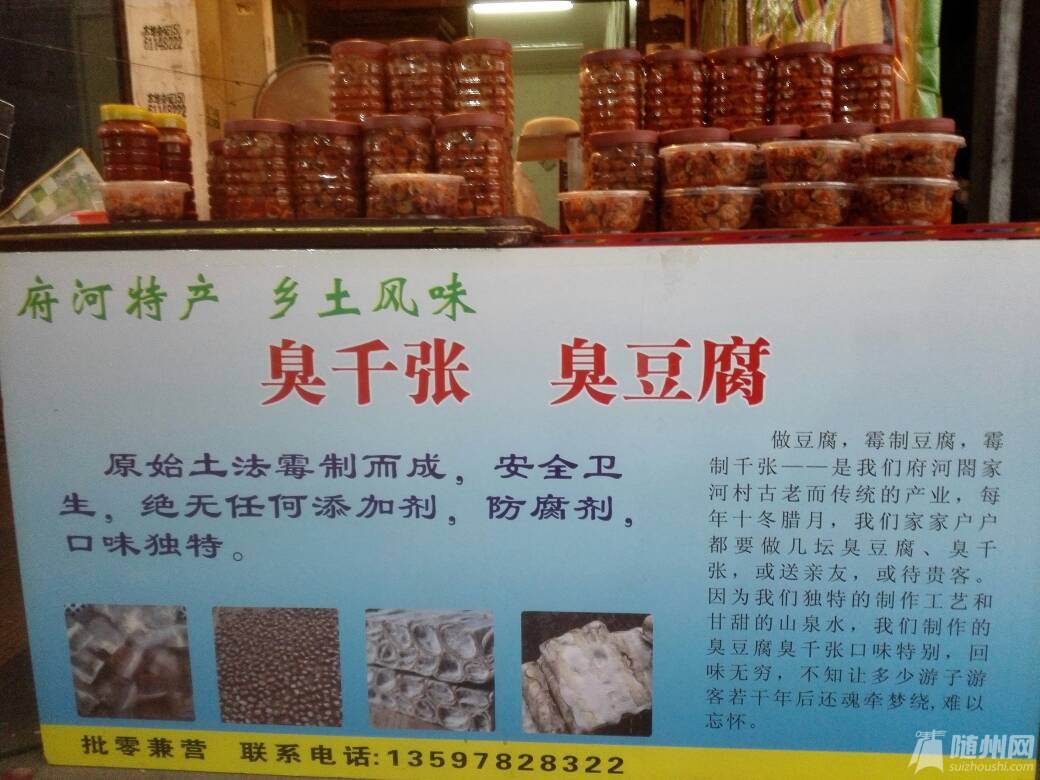 61148222
61148222
府河特产 乡土风味
臭千张 臭豆腐
原始土法霉制而成，安全卫
生，绝无任何添加剂，防腐剂，
口味独特。
做豆腐，霉制豆腐，霉
制千张——是我们府河閤家
河村古老而传统的产业，每
年十冬腊月，我们家家户户
都要做几坛臭豆腐、臭千
张，或送亲友，或待贵客。
因为我们独特的制作工艺和
甘甜的山泉水，我们制作的
臭豆腐臭千张口味特别，回
味无穷，不知让多少游子游
客若干年后还魂牵梦绕,难以
忘怀。
批零兼营 联系电话:13597828322
随州网
suizhoushi.com